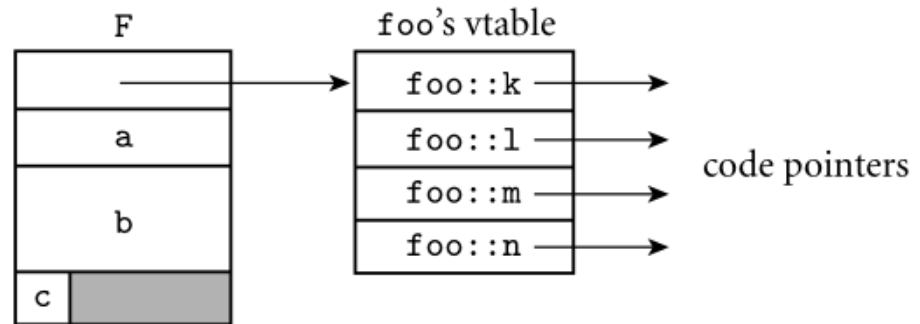 F
foo's vtable
foo::k
a
foo::l
code pointers
b
foo::m
foo::n
c